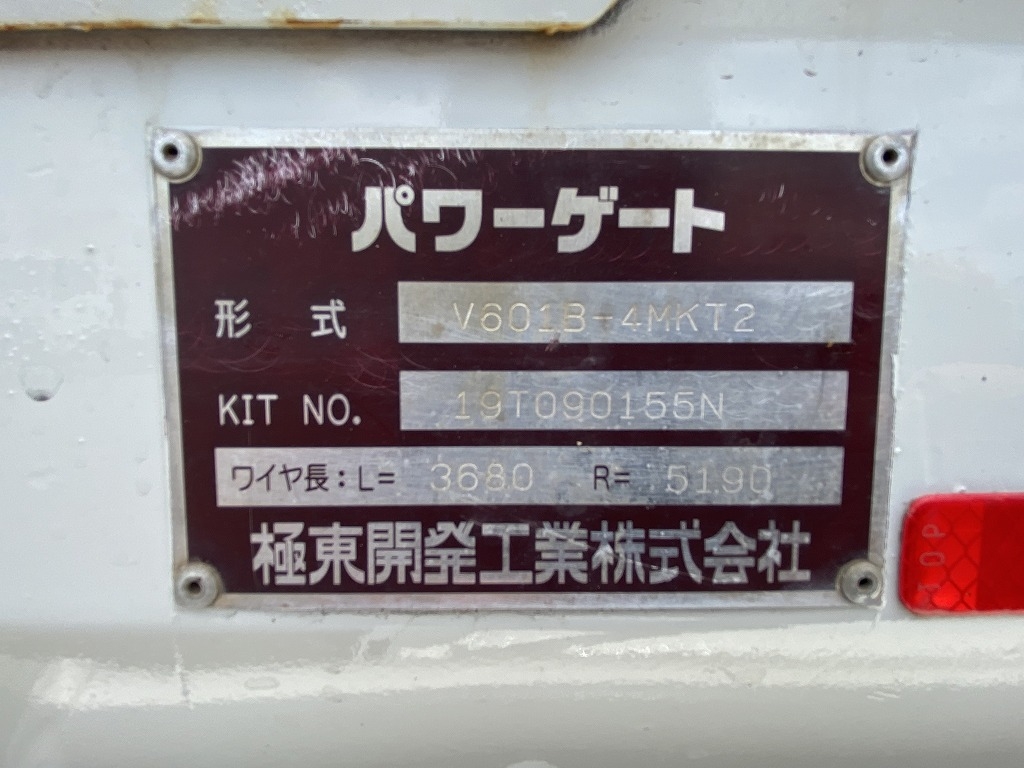 パワーゲート
形式 V601B-4MKT2
KIT NO. 19T090155N
ワイヤ長：L= 3680 R= 5190
極東開発工業株式会社